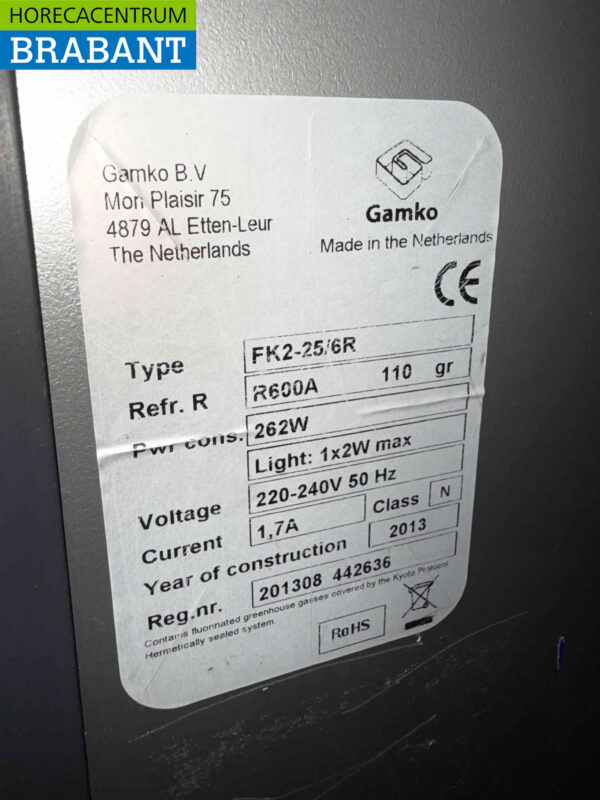 HORECACENTRUM
BRABANT
Gamko B.V
Mon Plaisir 75
4879 AL Etten-Leur
The Netherlands
Gamko
Made in the Netherlands
CE
Type FK2-25/6R
Refr. R R600A 110 gr
Pwr cons. 262W
Light: 1x2W max
Voltage 220-240V 50 Hz
Current 1,7A Class N
Year of construction 2013
Reg.nr. 201308 442636
Contains fluorinated greenhouse gasses covered by the Kyoto Protocol
Hermetically sealed system
RoHS